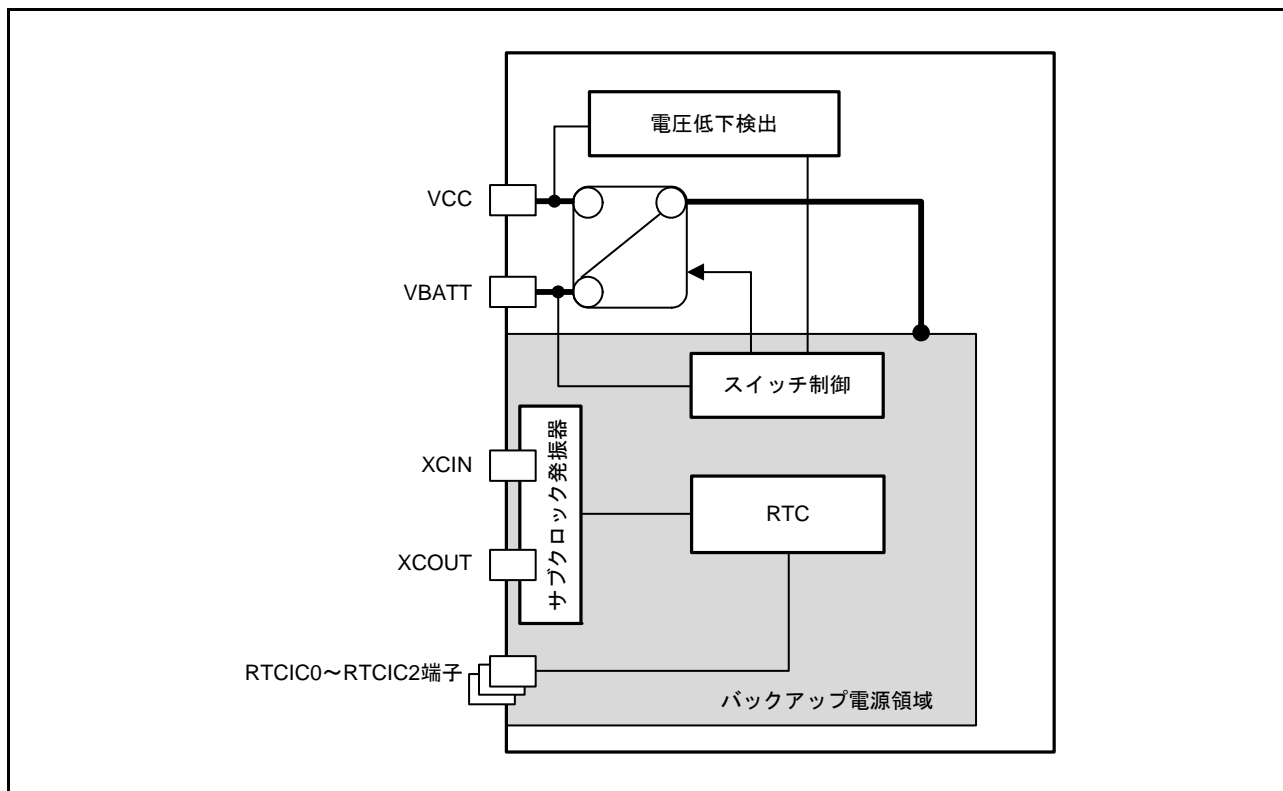 電圧低下検出
VCC
VBATT
スイッチ制御
XCIN
サブクロック発振器
RTC
XCOUT
RTCIC0～RTCIC2端子
バックアップ電源領域